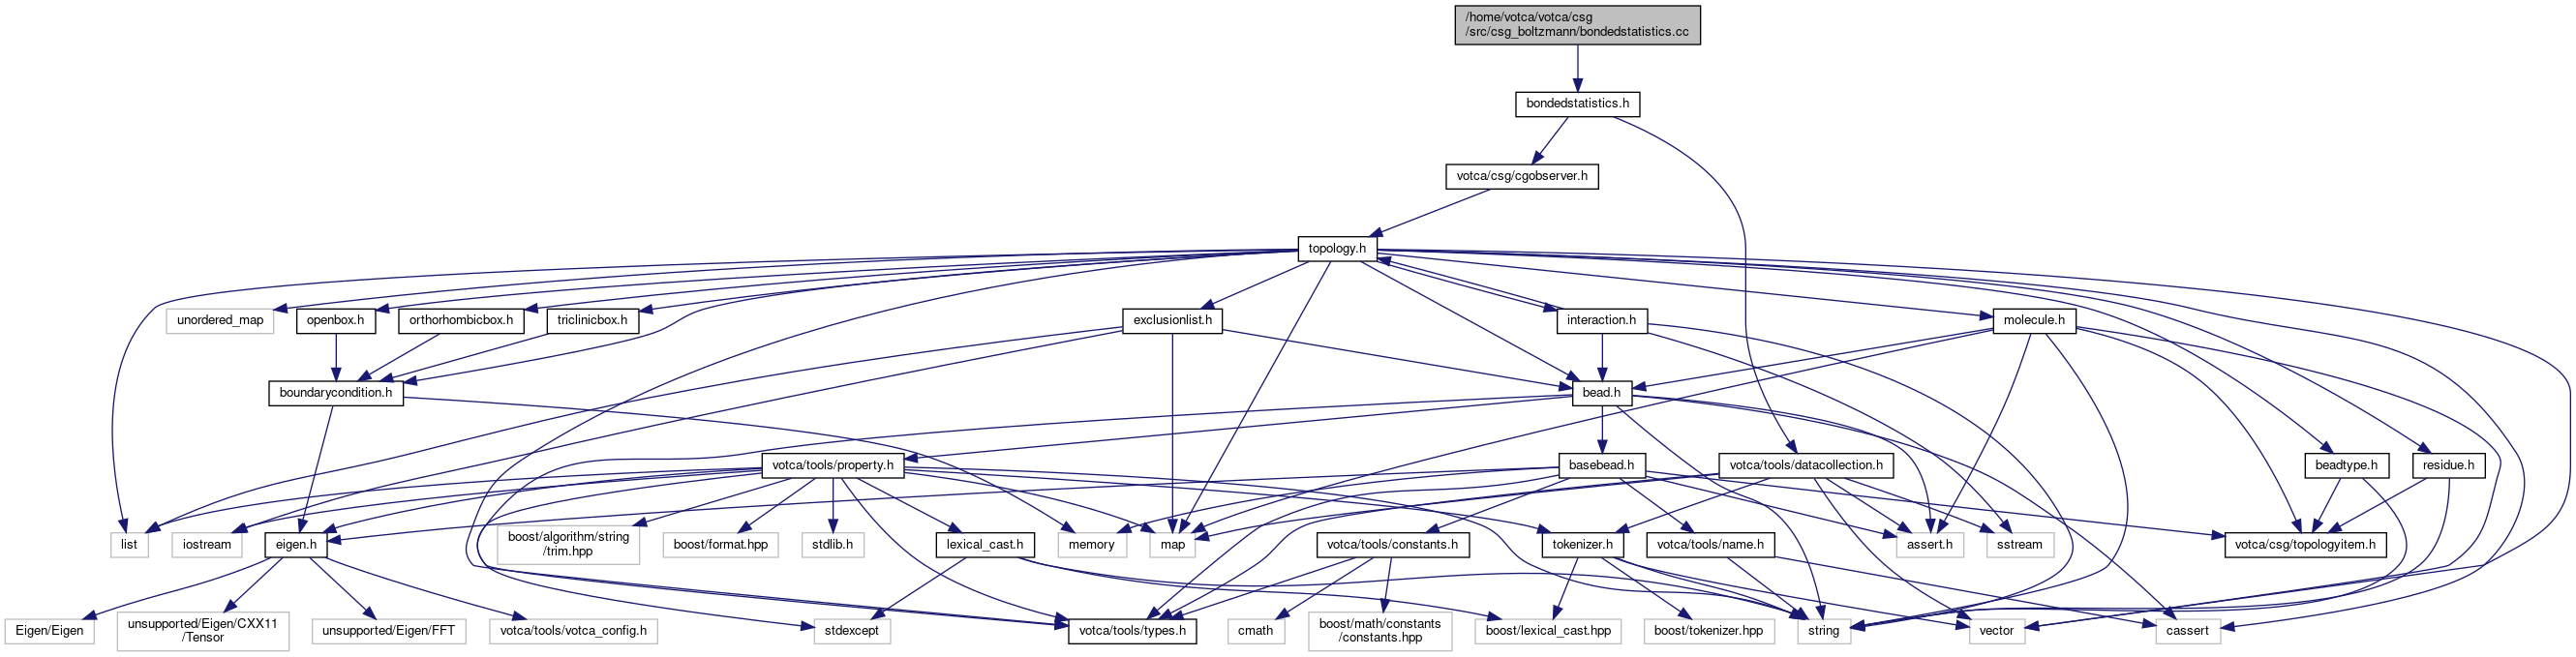 /home/votca/votca/csg
/src/csg_boltzmann/bondedstatistics.cc
bondedstatistics.h
votca/csg/cgobserver.h
topology.h
unordered_map
openbox.h
orthorhombicbox.h
triclinicbox.h
exclusionlist.h
interaction.h
molecule.h
boundarycondition.h
bead.h
votca/tools/property.h
basebead.h
votca/tools/datacollection.h
beadtype.h
residue.h
list
iostream
eigen.h
boost/algorithm/string
/trim.hpp
boost/format.hpp
stdlib.h
lexical_cast.h
memory
map
votca/tools/constants.h
tokenizer.h
votca/tools/name.h
assert.h
sstream
votca/csg/topologyitem.h
Eigen/Eigen
unsupported/Eigen/CXX11
/Tensor
unsupported/Eigen/FFT
votca/tools/votca_config.h
stdexcept
votca/tools/types.h
cmath
boost/math/constants
/constants.hpp
boost/lexical_cast.hpp
boost/tokenizer.hpp
string
vector
cassert